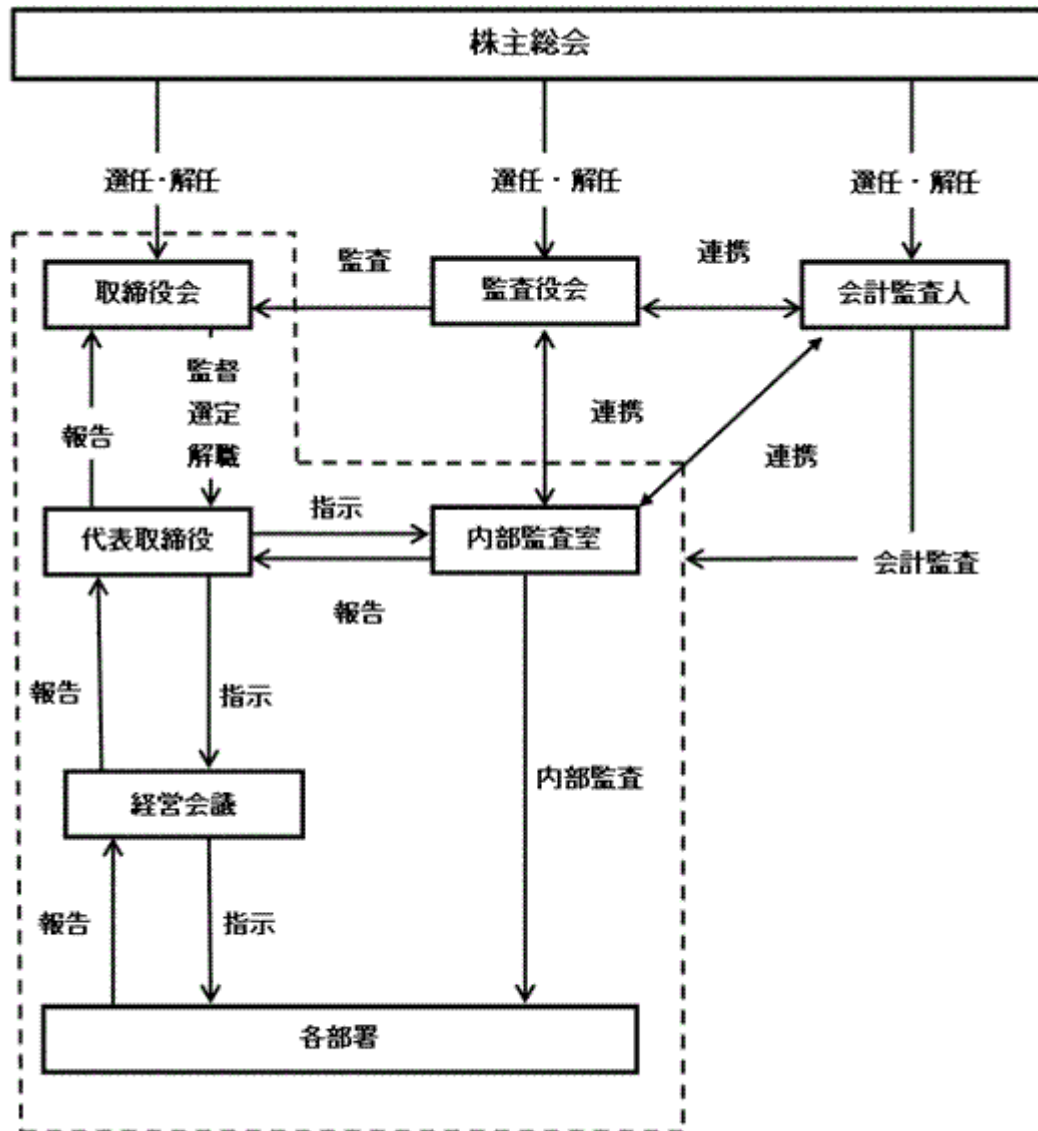 株主総会
選任・解任
選任・解任
選任・解任
監査
連携
取締役会
監査役会
会計監査人
監督
選定
解職
報告
連携
連携
指示
代表取締役
内部監査室
会計監査
報告
報告
指示
経営会議
内部監査
報告
指示
各部署